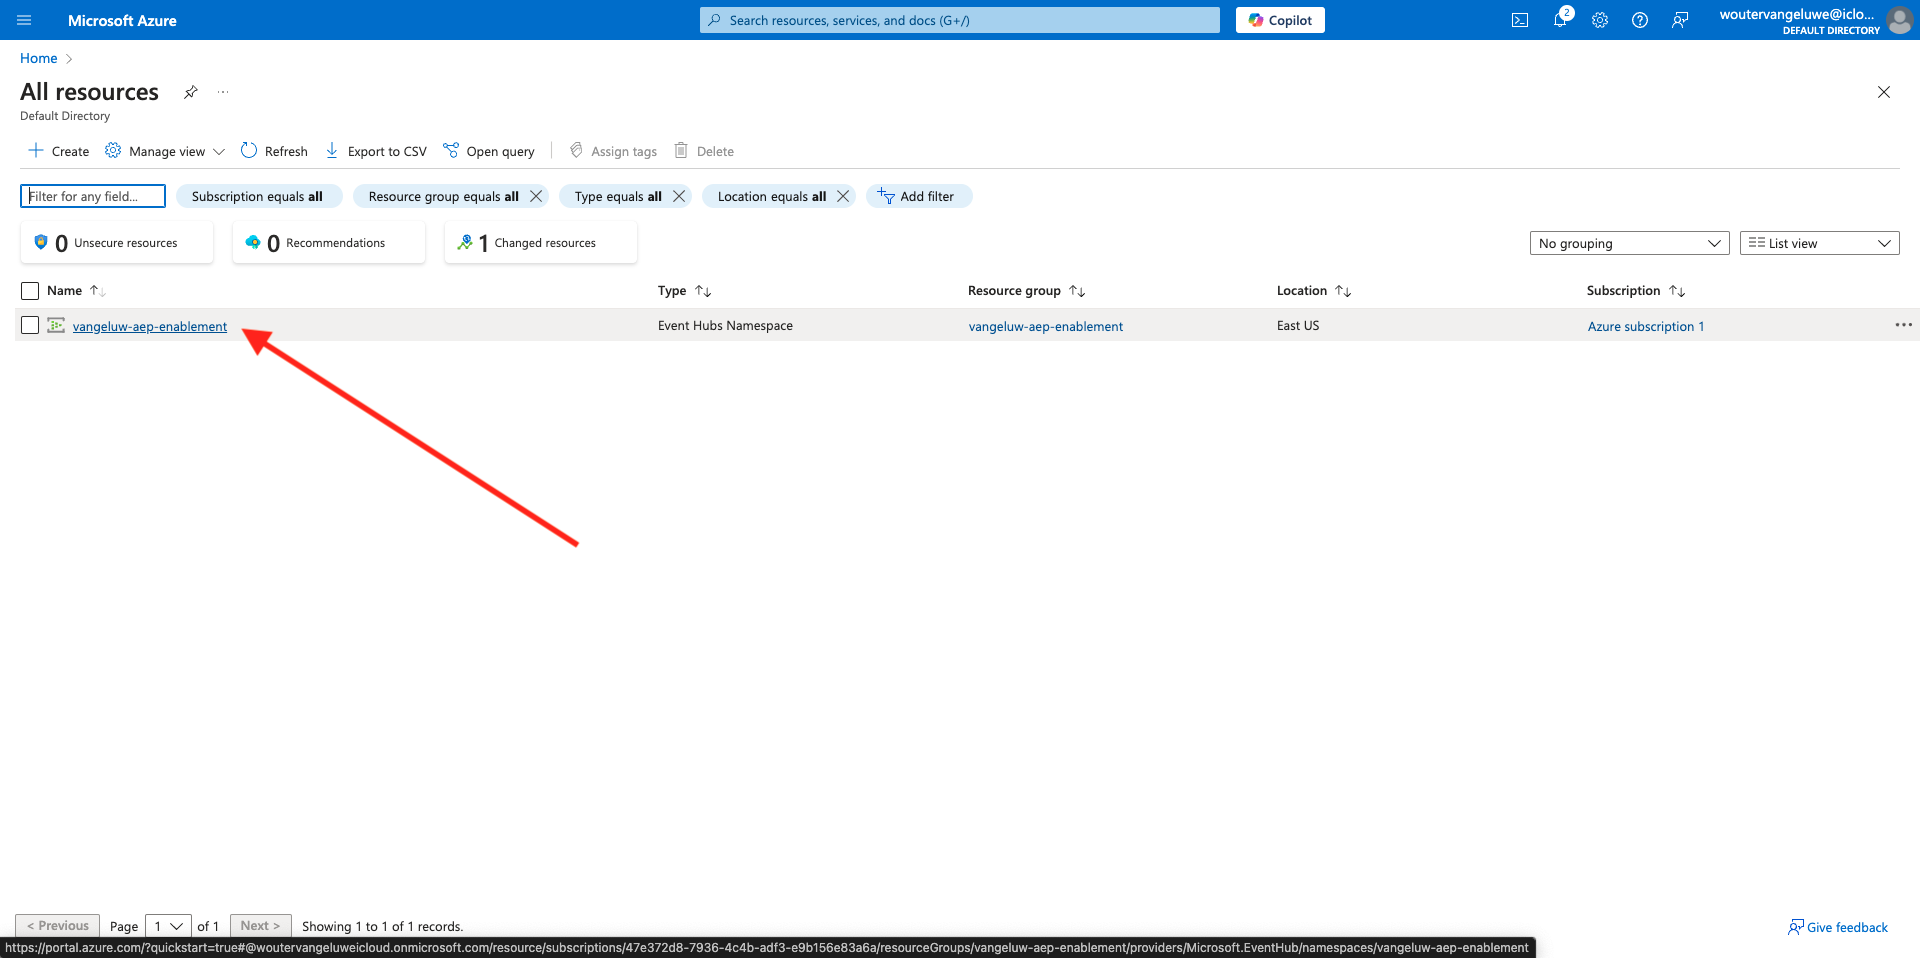 Microsoft Azure
Search resources, services, and docs (G+/)
Copilot
2
woutervangeluwe@iclo...
DEFAULT DIRECTORY
Home
All resources
Default Directory
Create
Manage view
Refresh
Export to CSV
Open query
Assign tags
Delete
Filter for any field...
Subscription equals all
Resource group equals all
Type equals all
Location equals all
Add filter
0 Unsecure resources
0 Recommendations
1 Changed resources
No grouping
List view
Name
Type
Resource group
Location
Subscription
vangeluw-aep-enablement
Event Hubs Namespace
vangeluw-aep-enablement
East US
Azure subscription 1
< Previous
Page
1
of 1
Next >
Showing 1 to 1 of 1 records.
Give feedback
https://portal.azure.com/?quickstart=true#@woutervangeluweicloud.onmicrosoft.com/resource/subscriptions/47e372d8-7936-4c4b-adf3-e9b156e83a6a/resourceGroups/vangeluw-aep-enablement/providers/Microsoft.EventHub/namespaces/vangeluw-aep-enablement